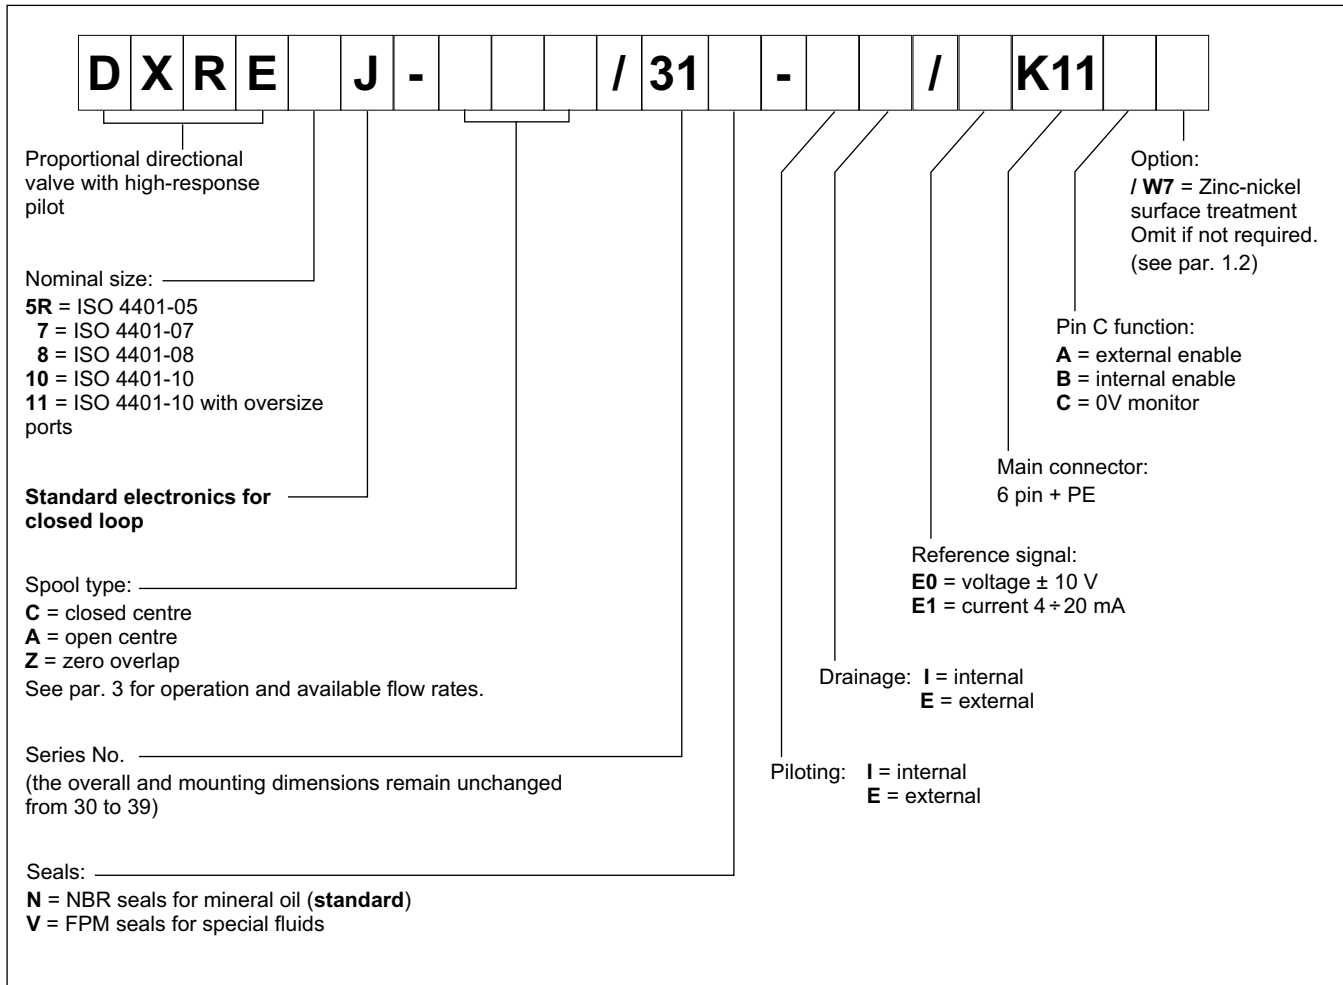 D X R E J - / 31 - / K11
Proportional directional
valve with high-response
pilot
Nominal size:
5R = ISO 4401-05
7 = ISO 4401-07
8 = ISO 4401-08
10 = ISO 4401-10
11 = ISO 4401-10 with oversize
ports
Standard electronics for
closed loop
Spool type:
C = closed centre
A = open centre
Z = zero overlap
See par. 3 for operation and available flow rates.
Series No.
(the overall and mounting dimensions remain unchanged
from 30 to 39)
Seals:
N = NBR seals for mineral oil (standard)
V = FPM seals for special fluids
Option:
/ W7 = Zinc-nickel
surface treatment
Omit if not required.
(see par. 1.2)
Pin C function:
A = external enable
B = internal enable
C = 0V monitor
Main connector:
6 pin + PE
Reference signal:
E0 = voltage ± 10 V
E1 = current 4 ÷ 20 mA
Drainage: I = internal
E = external
Piloting: I = internal
E = external